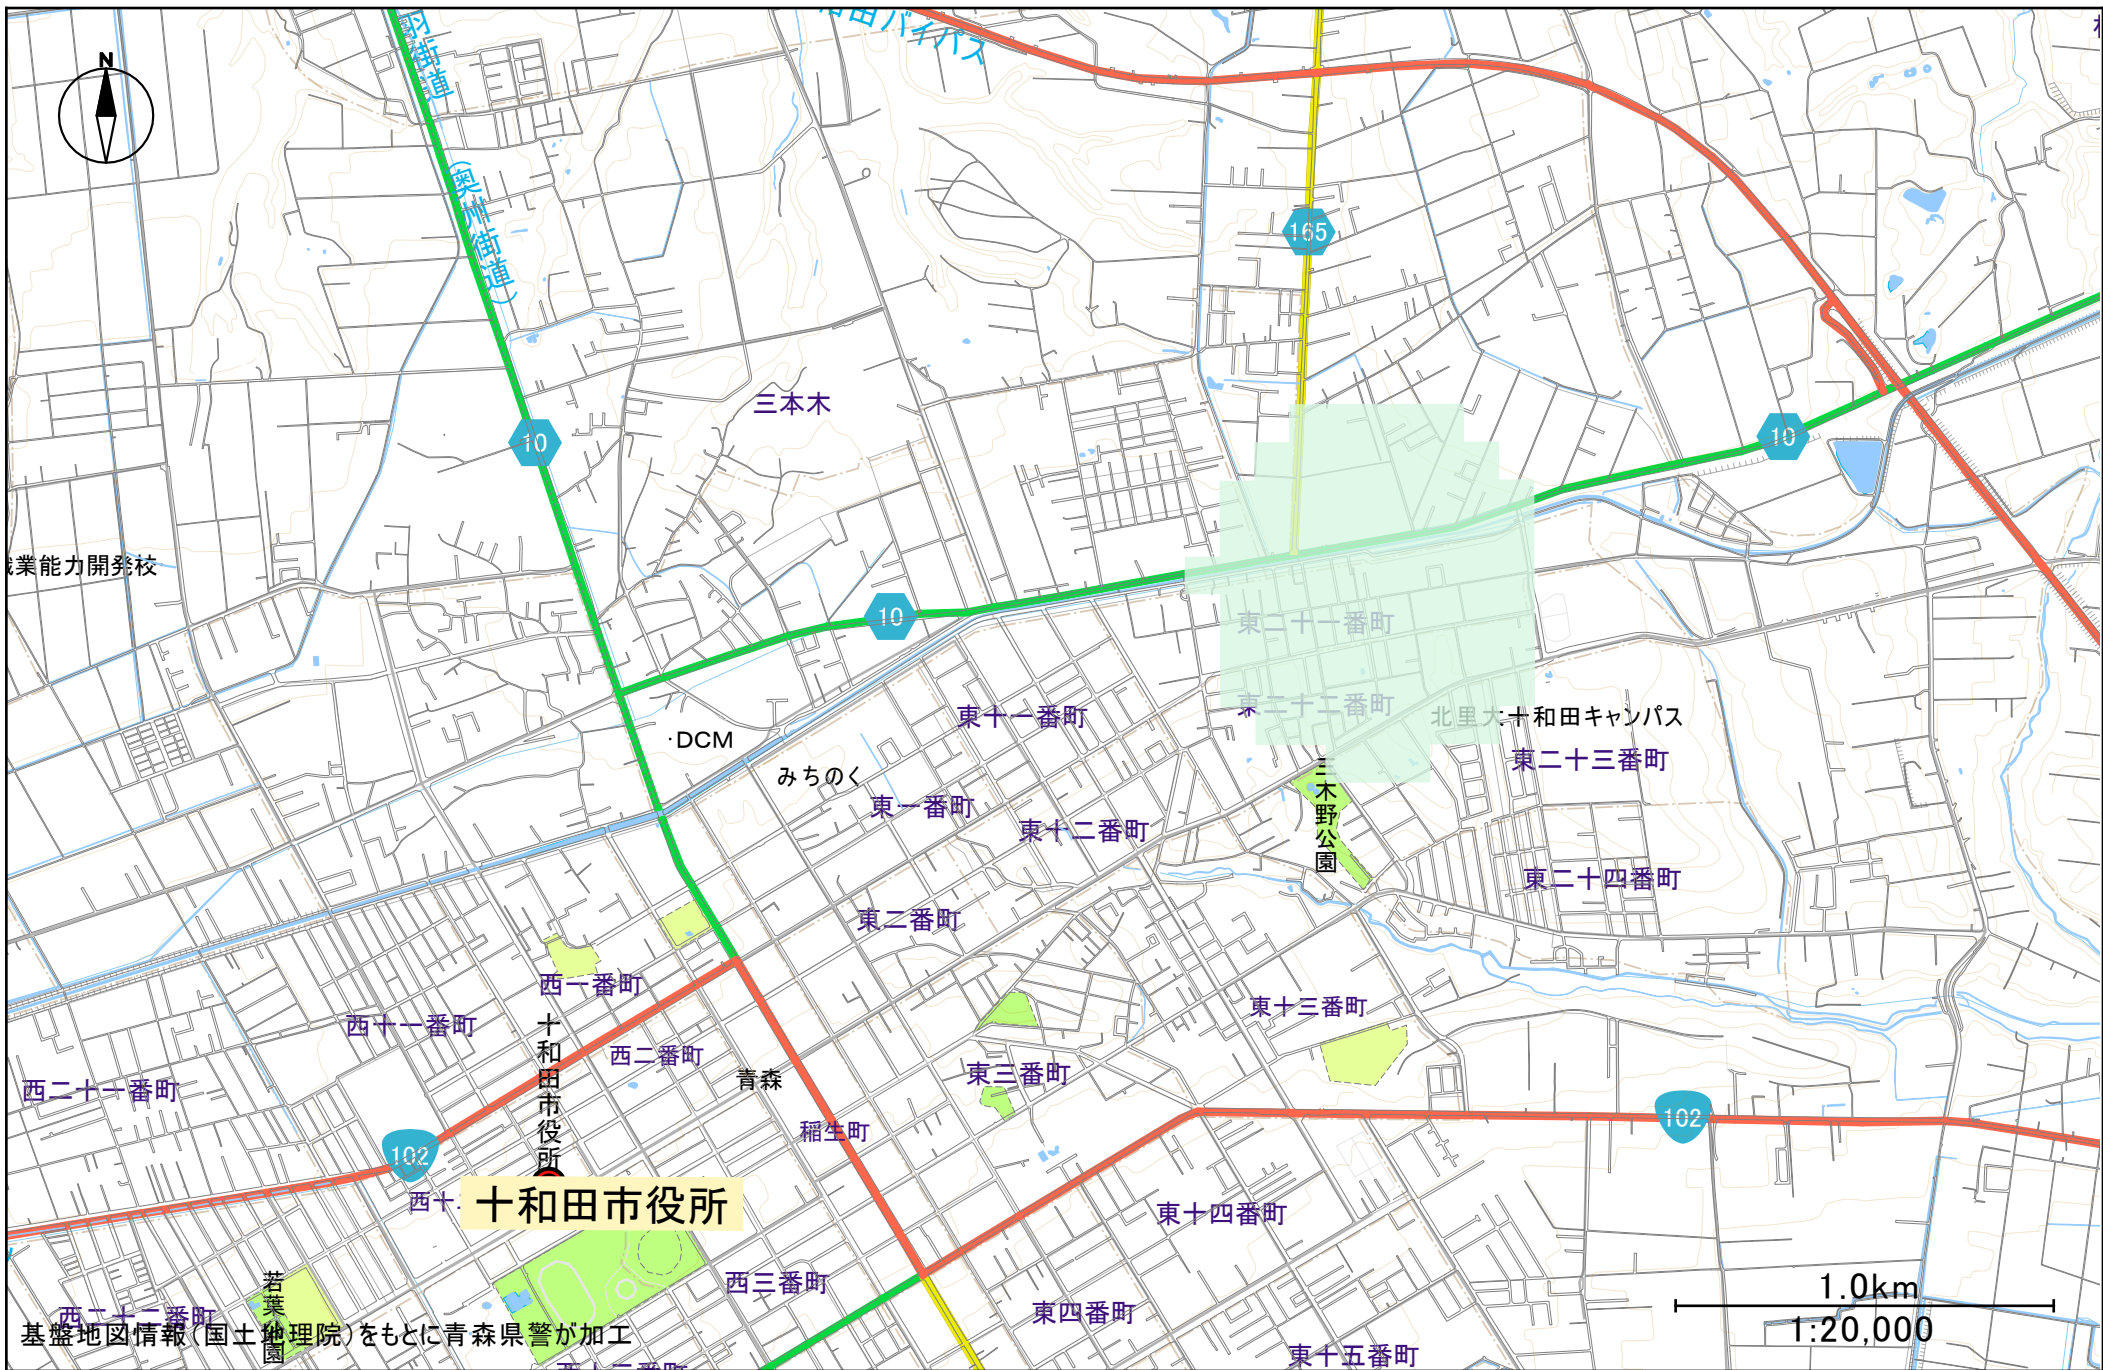 N
羽街道
和田バイパス
(奥州街道)
165
三本木
10
10
業能力開発校
10
東二十一番町
東二十二番町
東十一番町
北里大十和田キャンパス
・DCM
東二十三番町
みちのく
三木野公園
東一番町
東十二番町
東二十四番町
東二番町
西一番町
東十三番町
西十一番町
十和田市役所
西二番町
東三番町
青森
西二十一番町
102
稲生町
102
西十
十和田市役所
東十四番町
若葉公園
西三番町
1.0km
東四番町
西二十二番町
1:20,000
基盤地図情報(国土地理院)をもとに青森県警が加工
東十五番町